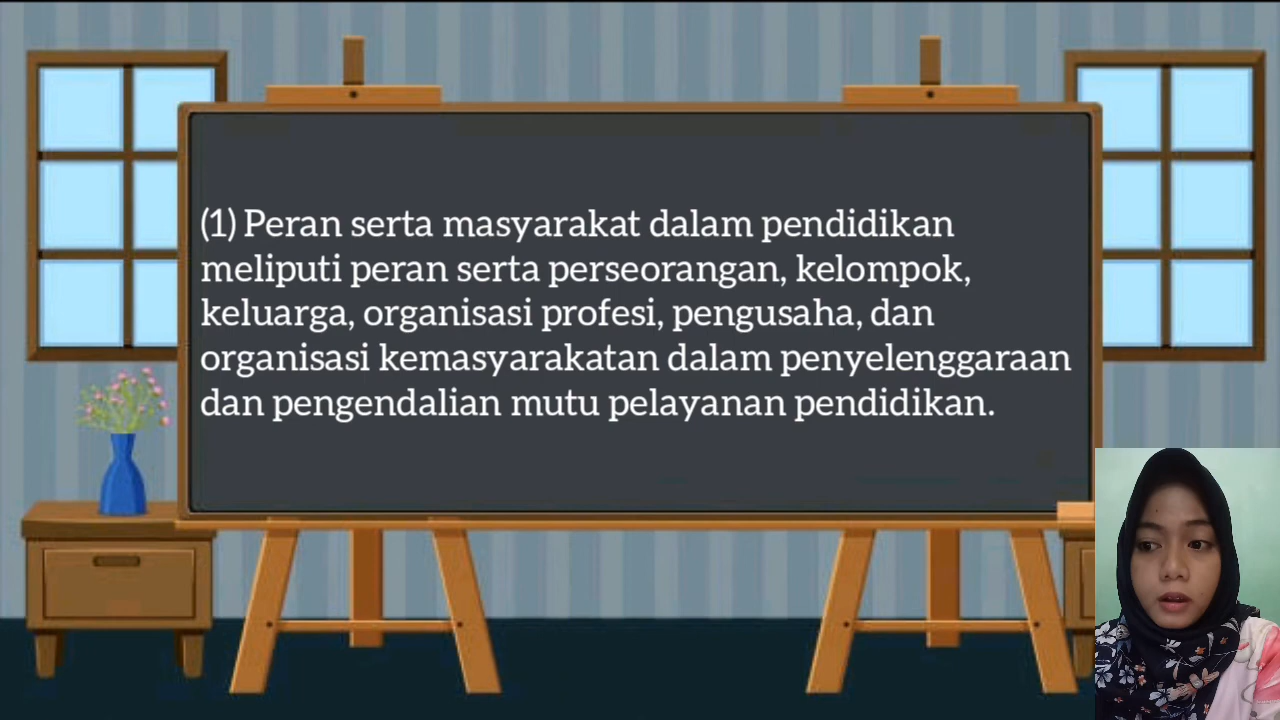 (1) Peran serta masyarakat dalam pendidikan
meliputi peran serta perseorangan, kelompok,
keluarga, organisasi profesi, pengusaha, dan
organisasi kemasyarakatan dalam penyelenggaraan
dan pengendalian mutu pelayanan pendidikan.